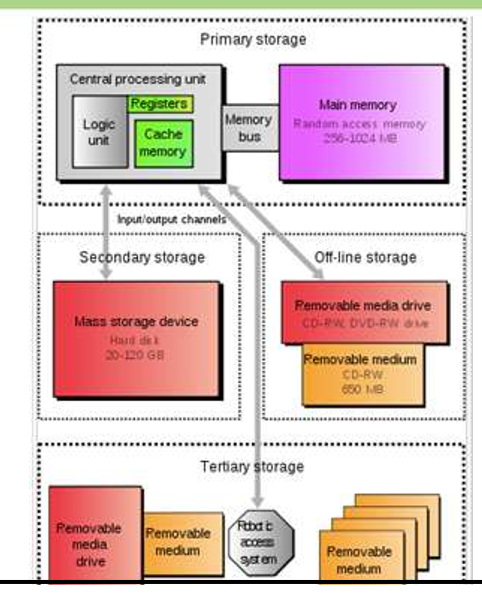 Primary storage
Central processing unit
Registers
Logic
unit
Cache
memory
Memory
bus
Main memory
Random access memory
256-1024 MB
Input/output channels
Secondary storage
Mass storage device
Hard disk
20-120 GB
Off-line storage
Removable media drive
CD-RW, DVD-RW drive
Removable medium
CD-RW
650 MB
Tertiary storage
Removable
media
drive
Removable
medium
Robotic
access
system
Removable
medium